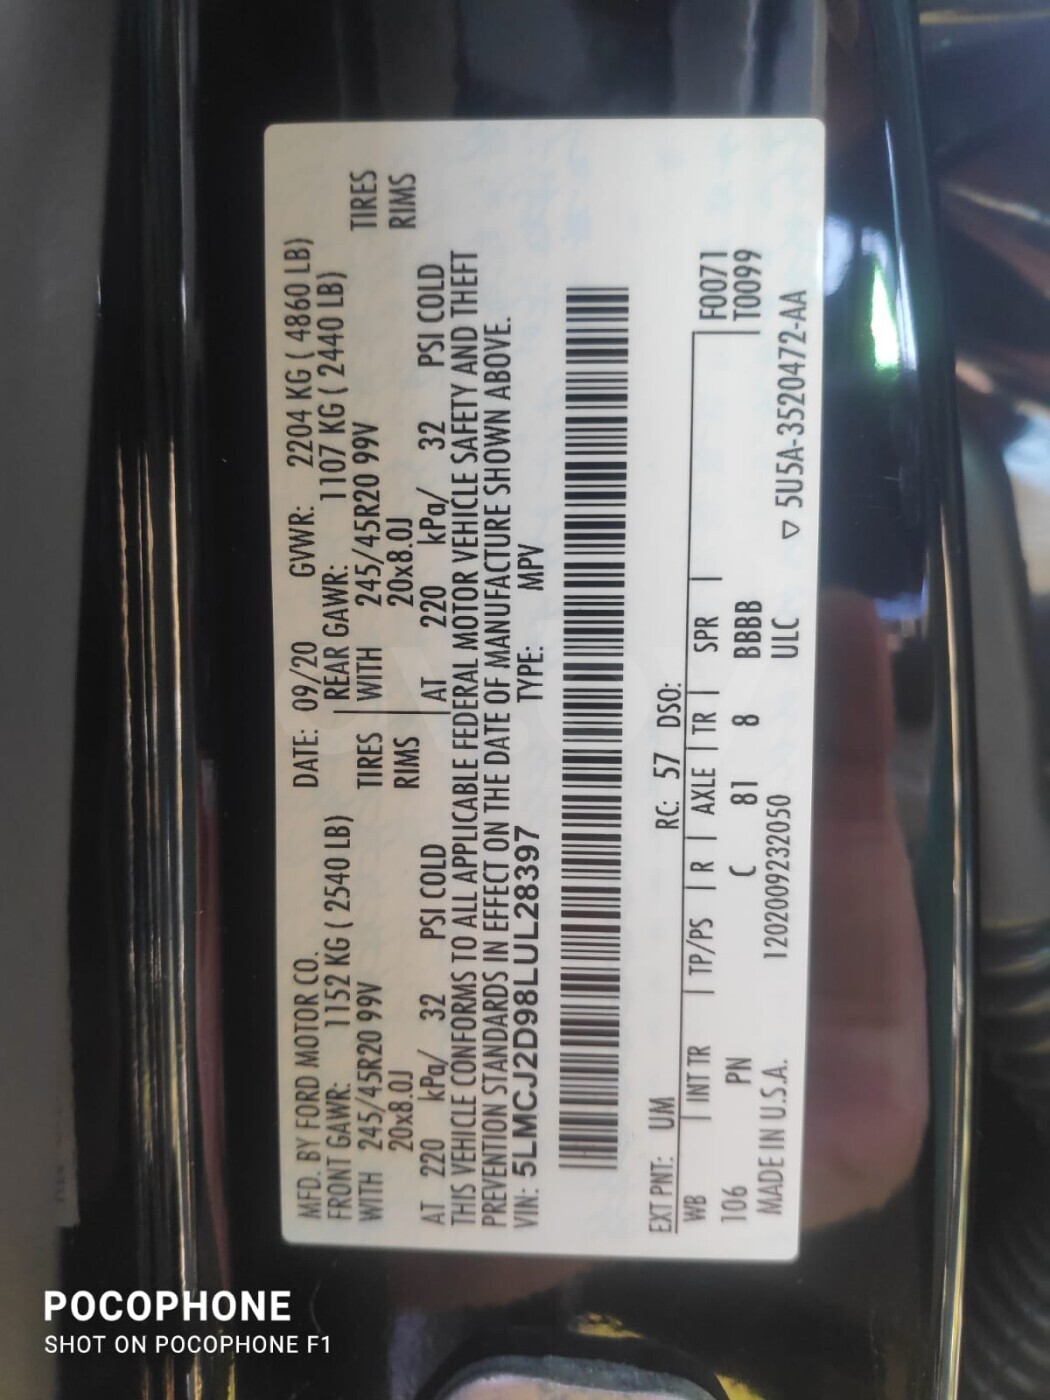 MFD. BY FORD MOTOR CO. DATE: 09/20 GVWR: 2204 KG ( 4860 LB)
FRONT GAWR: 1152 KG ( 2540 LB) REAR GAWR: 1107 KG ( 2440 LB)
WITH 245/45R20 99V TIRES WITH 245/45R20 99V TIRES
20x8.0J RIMS 20x8.0J RIMS
AT 220 kPa/ 32 PSI COLD AT 220 kPa/ 32 PSI COLD
THIS VEHICLE CONFORMS TO ALL APPLICABLE FEDERAL MOTOR VEHICLE SAFETY AND THEFT
PREVENTION STANDARDS IN EFFECT ON THE DATE OF MANUFACTURE SHOWN ABOVE.
VIN: 5LMCJ2D98LUL28397 TYPE: MPV
EXT PNT: UM RC: 57 DSO:
WB INT TR TP/PS R AXLE TR SPR F0071
106 PN C 81 8 BBBB T0099
MADE IN U.S.A. 1202009232050 ULC ▽ 5U5A-3520472-AA
POCOPHONE
SHOT ON POCOPHONE F1